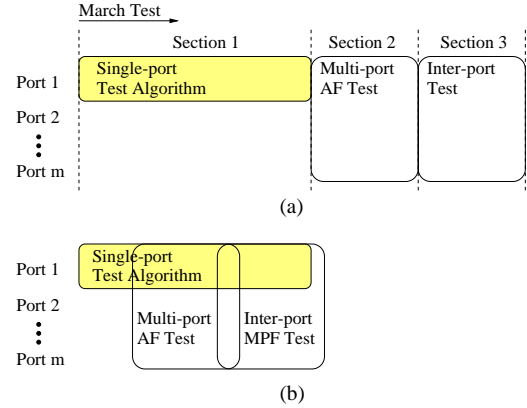 March Test
Section 1
Section 2
Section 3
Single-port
Test Algorithm
Multi-port
AF Test
Inter-port
Test
Port 1
Port 2
Port m
(a)
Single-port
Test Algorithm
Port 1
Port 2
Port m
Multi-port
AF Test
Inter-port
MPF Test
(b)